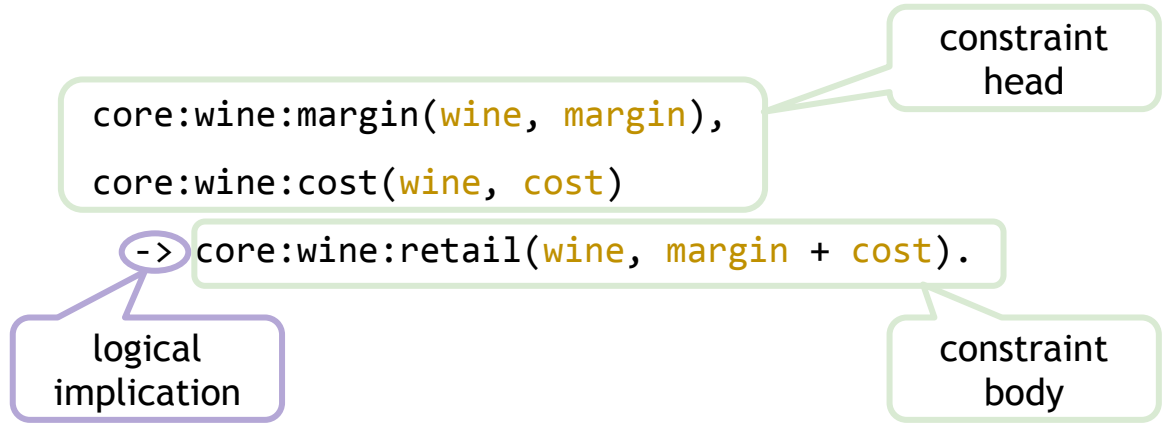 constraint
head
core:wine:margin(wine, margin),
core:wine:cost(wine, cost)
-> core:wine:retail(wine, margin + cost).
logical
implication
constraint
body